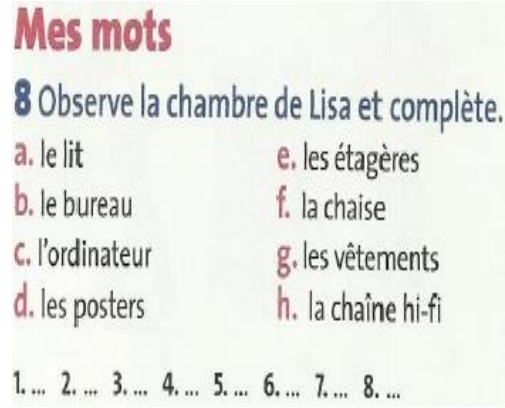 Mes mots
8 Observe la chambre de Lisa et complète.
a. le lit
b. le bureau
c. l'ordinateur
d. les posters
e. les étagères
f. la chaise
g. les vêtements
h. la chaîne hi-fi
1. ... 2. ... 3. ... 4. ... 5. ... 6. ... 7. ... 8. ...